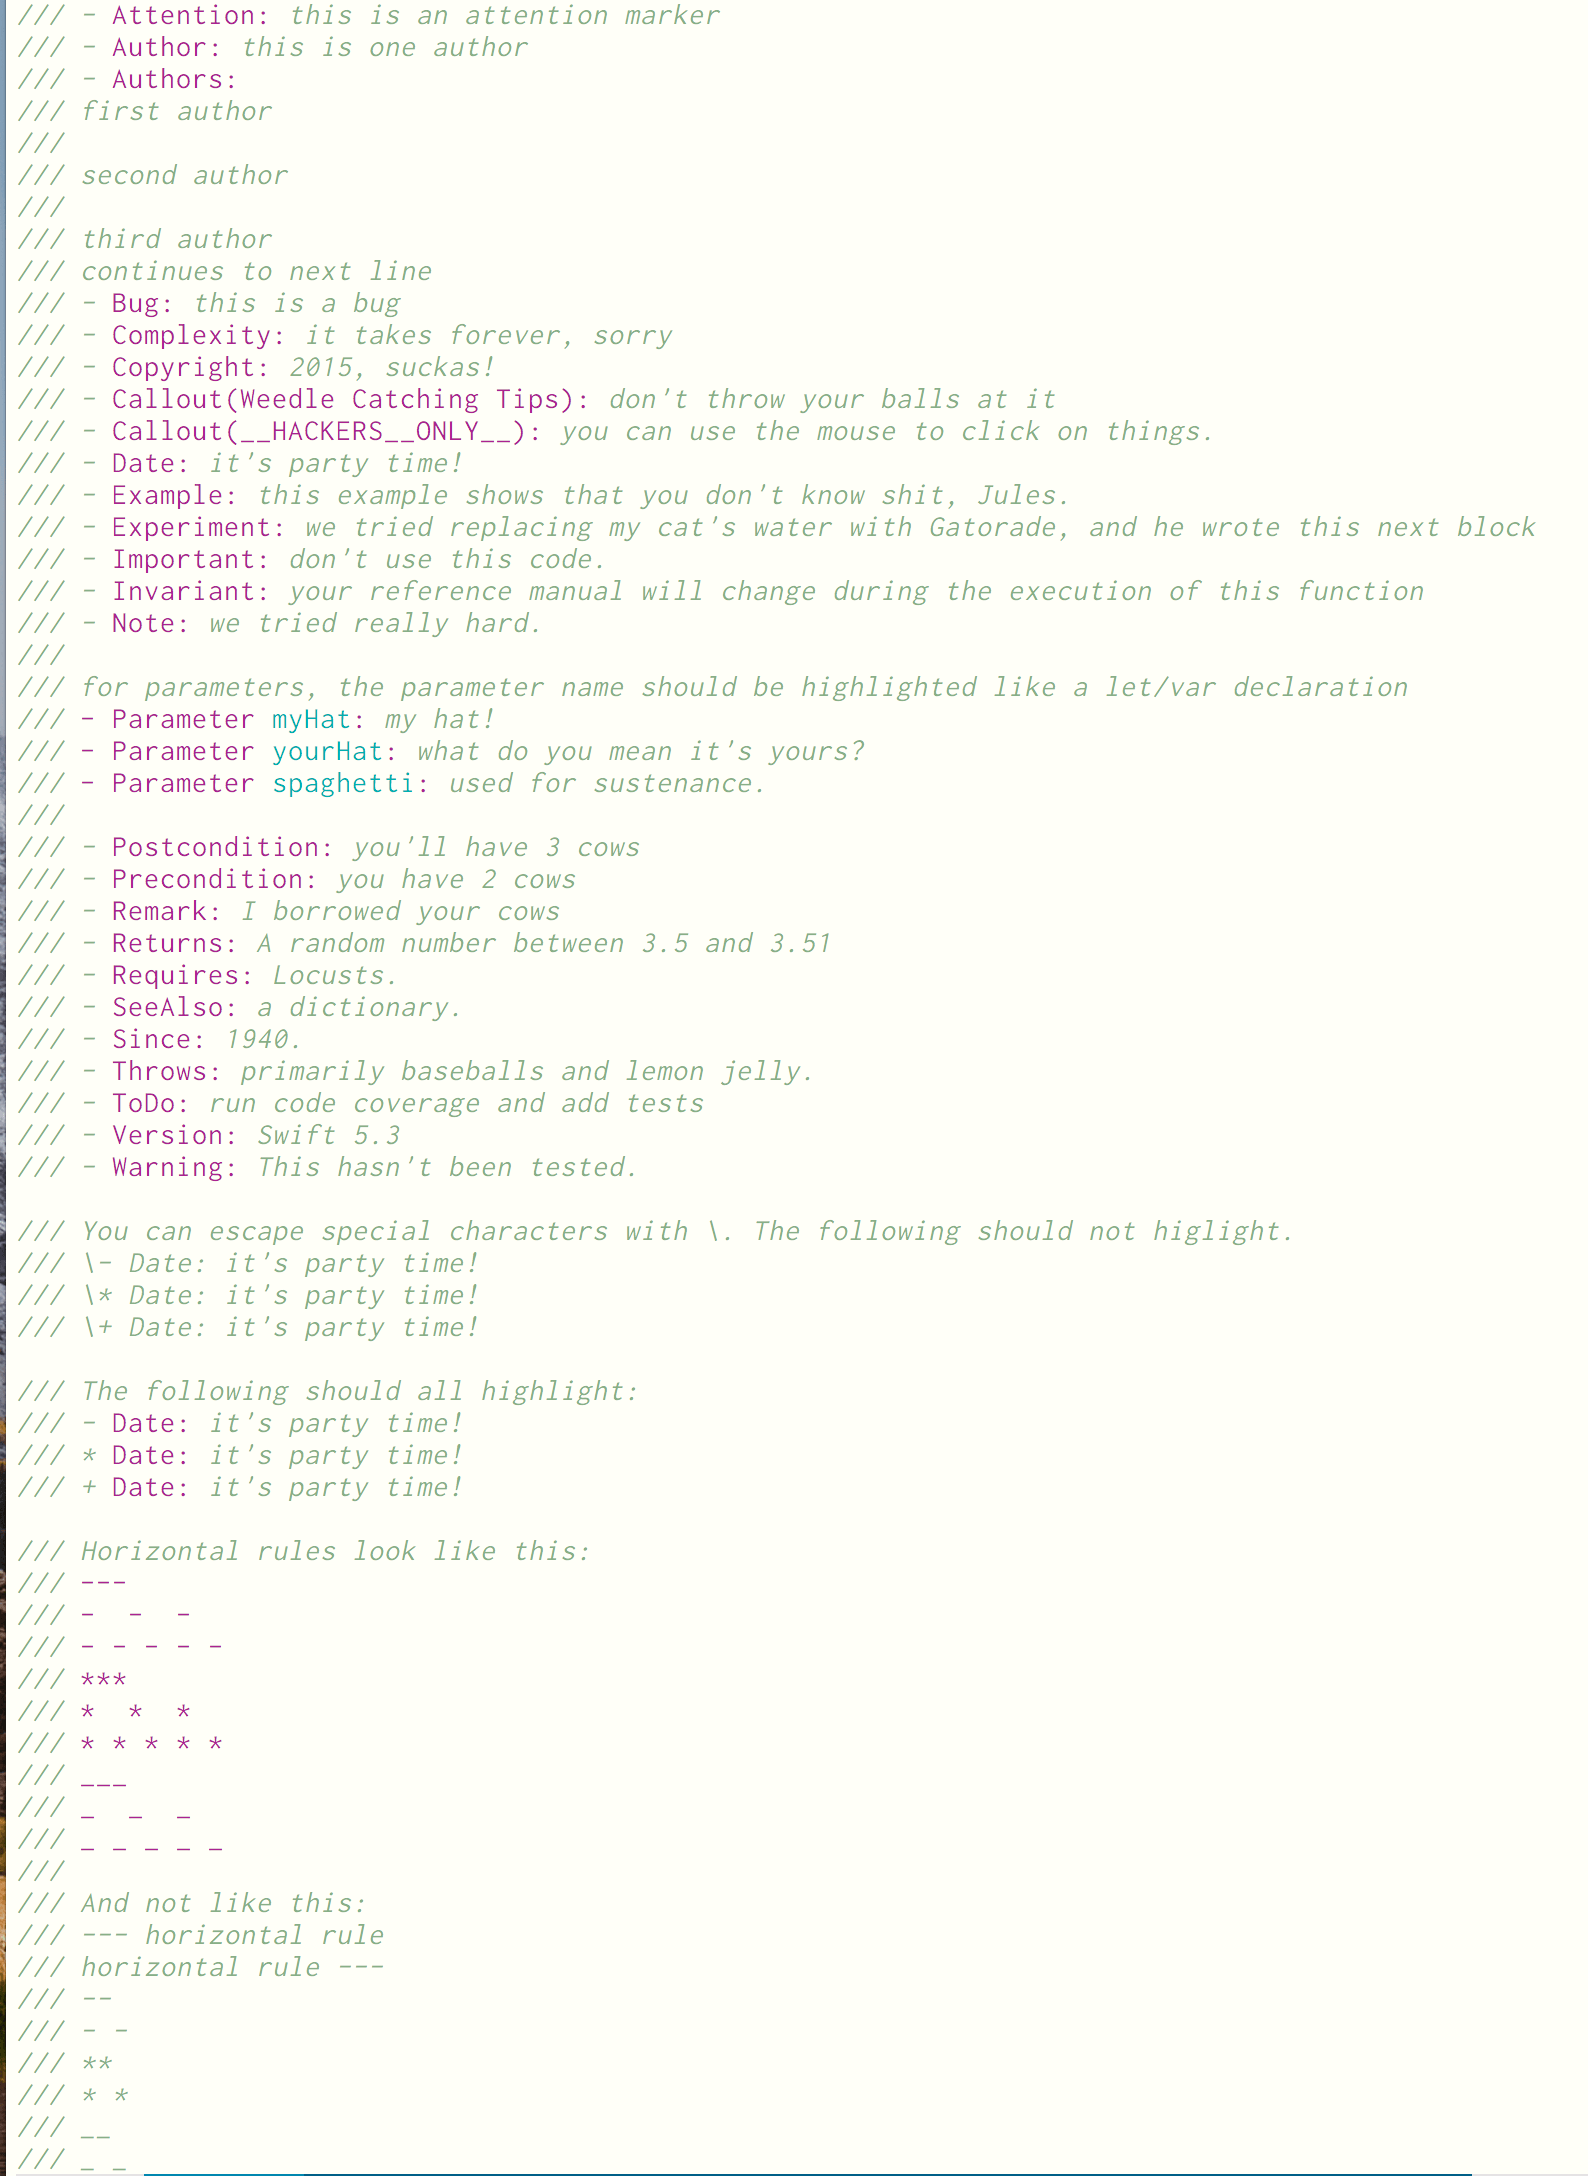 /// - Attention: this is an attention marker
/// - Author: this is one author
/// - Authors:
/// first author
///
/// second author
///
/// third author
/// continues to next line
/// - Bug: this is a bug
/// - Complexity: it takes forever, sorry
/// - Copyright: 2015, suckas!
/// - Callout(Weedle Catching Tips): don't throw your balls at it
/// - Callout(__HACKERS__ONLY__): you can use the mouse to click on things.
/// - Date: it's party time!
/// - Example: this example shows that you don't know shit, Jules.
/// - Experiment: we tried replacing my cat's water with Gatorade, and he wrote this next block
/// - Important: don't use this code.
/// - Invariant: your reference manual will change during the execution of this function
/// - Note: we tried really hard.
///
/// for parameters, the parameter name should be highlighted like a let/var declaration
/// - Parameter myHat: my hat!
/// - Parameter yourHat: what do you mean it's yours?
/// - Parameter spaghetti: used for sustenance.
///
/// - Postcondition: you'll have 3 cows
/// - Precondition: you have 2 cows
/// - Remark: I borrowed your cows
/// - Returns: A random number between 3.5 and 3.51
/// - Requires: Locusts.
/// - SeeAlso: a dictionary.
/// - Since: 1940.
/// - Throws: primarily baseballs and lemon jelly.
/// - ToDo: run code coverage and add tests
/// - Version: Swift 5.3
/// - Warning: This hasn't been tested.
/// You can escape special characters with \. The following should not higlight.
/// \- Date: it's party time!
/// \* Date: it's party time!
/// \+ Date: it's party time!
/// The following should all highlight:
/// - Date: it's party time!
/// * Date: it's party time!
/// + Date: it's party time!
/// Horizontal rules look like this:
/// ---
/// -  -  -
/// - - - - -
/// ***
/// *  *  *
/// * * * * *
/// ___
/// _  _  _
/// _ _ _ _ _
///
/// And not like this:
/// --- horizontal rule
/// horizontal rule ---
/// --
/// - -
/// **
/// * *
/// __
/// _ _